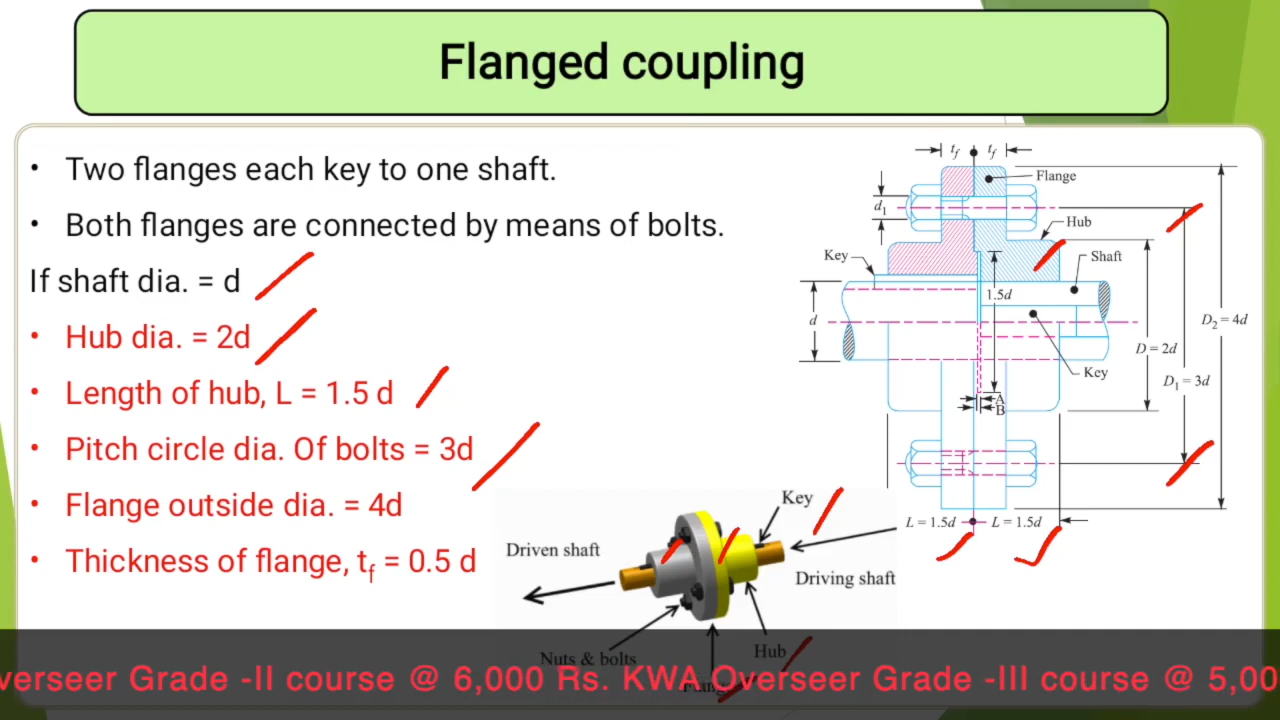 Flanged coupling
• Two flanges each key to one shaft.
• Both flanges are connected by means of bolts.
If shaft dia. = d
• Hub dia. = 2d
• Length of hub, L = 1.5 d
• Pitch circle dia. Of bolts = 3d
• Flange outside dia. = 4d
• Thickness of flange, tf = 0.5 d
tf tf
Flange
d1
Hub
Key
Shaft
1.5d
d
D2 = 4d
D = 2d
Key
D1 = 3d
A
B
L = 1.5d L = 1.5d
Key
Driven shaft
Driving shaft
Hub
Nuts & bolts
verseer Grade -II course @ 6,000 Rs. KWA Overseer Grade -III course @ 5,00